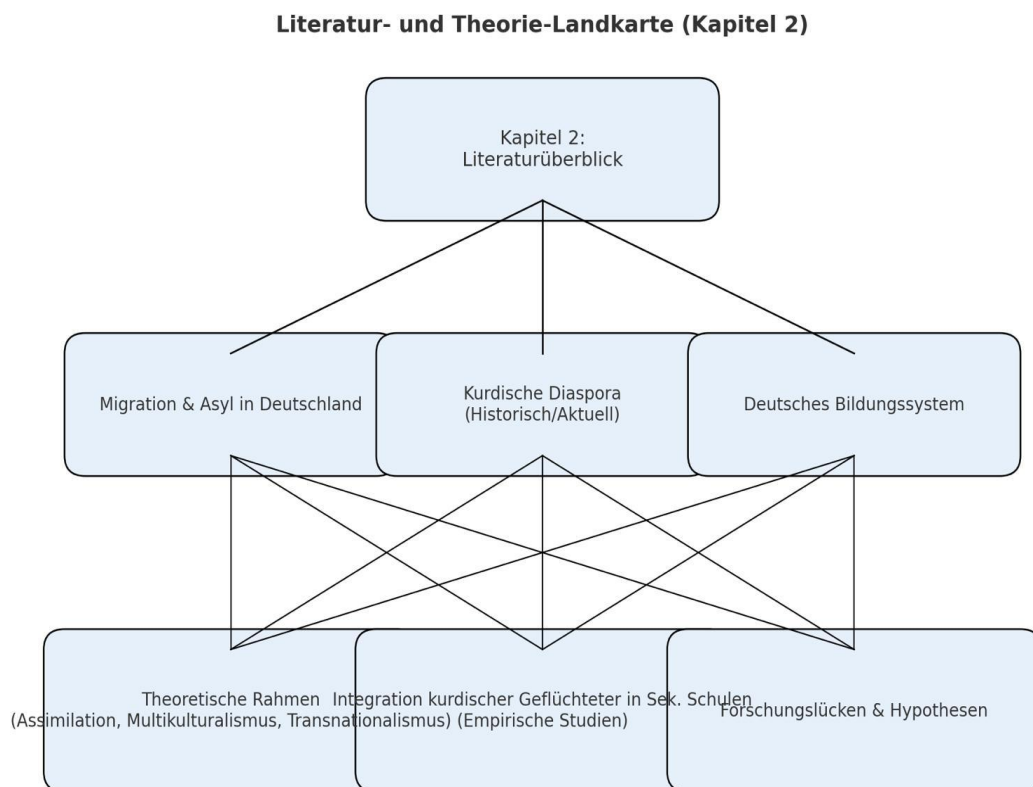 Literatur- und Theorie-Landkarte (Kapitel 2)
Kapitel 2:
Literaturüberblick
Migration & Asyl in Deutschland
Kurdische Diaspora
(Historisch/Aktuell)
Deutsches Bildungssystem
Theoretische Rahmen
(Assimilation, Multikulturalismus, Transnationalismus)
Integration kurdischer Geflüchteter in Sek. Schulen
(Empirische Studien)
Forschungslücken & Hypothesen